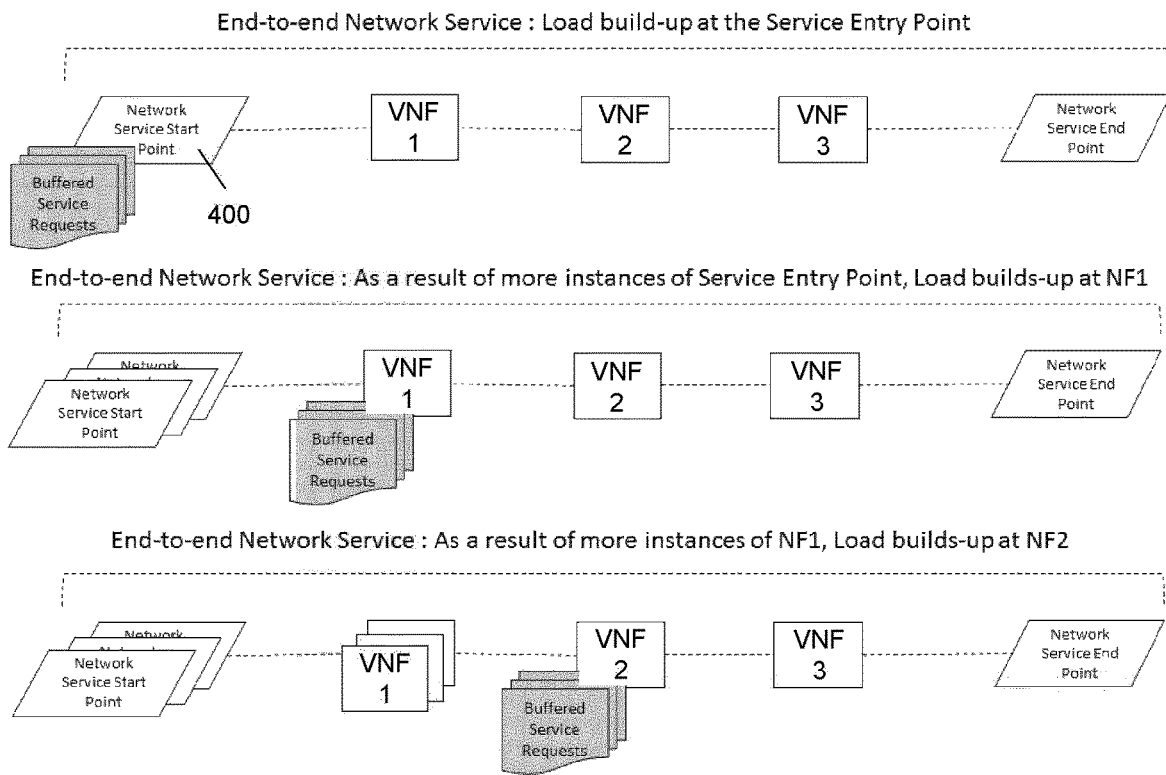 End-to-end Network Service : Load build-up at the Service Entry Point
Network
Service Start
Point
VNF
1
VNF
2
VNF
3
Network
Service End
Point
Buffered
Service
Requests
400
End-to-end Network Service : As a result of more instances of Service Entry Point, Load builds-up at NF1
Network
Network
Service Start
Point
VNF
1
VNF
2
VNF
3
Network
Service End
Point
Buffered
Service
Requests
End-to-end Network Service : As a result of more instances of NF1, Load builds-up at NF2
Network
Network
Service Start
Point
VNF
1
VNF
2
VNF
3
Network
Service End
Point
Buffered
Service
Requests